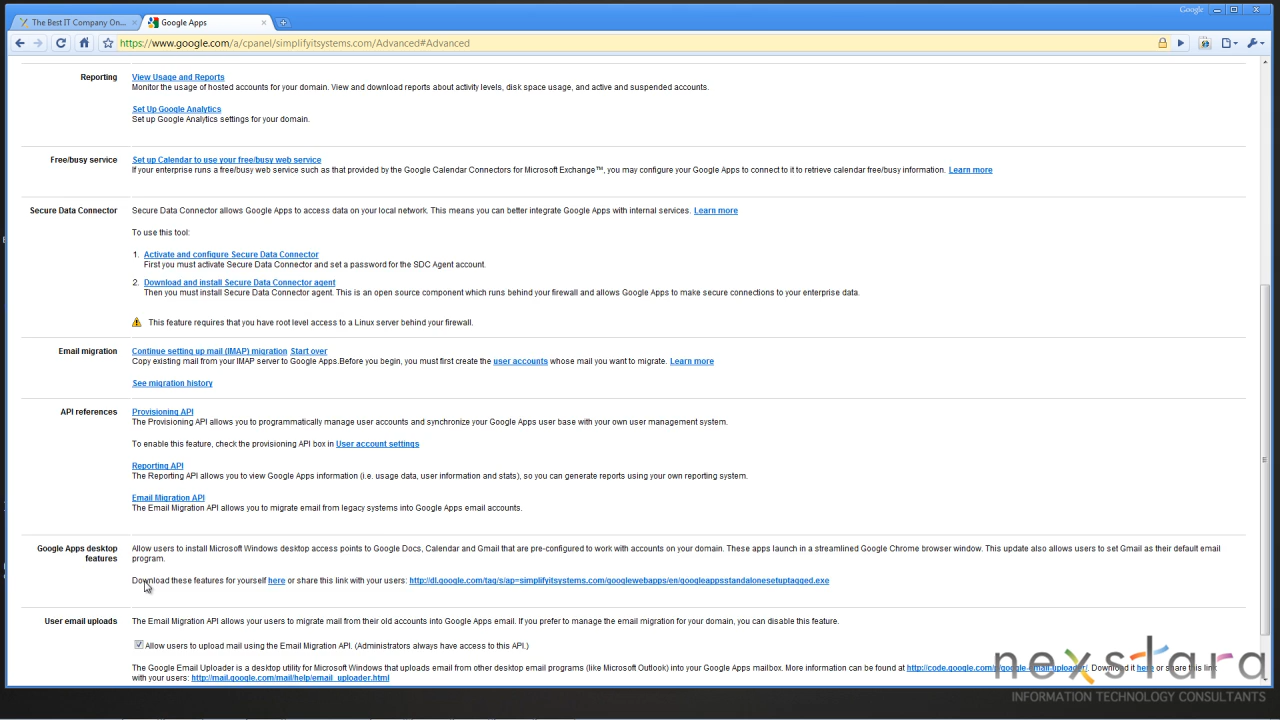 Google
The Best IT Company On...
Google Apps
https://www.google.com/a/cpanel/simplifyitsystems.com/Advanced#Advanced
Reporting
View Usage and Reports
Monitor the usage of hosted accounts for your domain. View and download reports about activity levels, disk space usage, and active and suspended accounts.
Set Up Google Analytics
Set up Google Analytics settings for your domain.
Free/busy service
Set up Calendar to use your free/busy web service
If your enterprise runs a free/busy web service such as that provided by the Google Calendar Connectors for Microsoft Exchange™, you may configure your Google Apps to connect to it to retrieve calendar free/busy information. Learn more
Secure Data Connector
Secure Data Connector allows Google Apps to access data on your local network. This means you can better integrate Google Apps with internal services. Learn more
To use this tool:
1. Activate and configure Secure Data Connector
First you must activate Secure Data Connector and set a password for the SDC Agent account.
2. Download and install Secure Data Connector agent
Then you must install Secure Data Connector agent. This is an open source component which runs behind your firewall and allows Google Apps to make secure connections to your enterprise data.
This feature requires that you have root level access to a Linux server behind your firewall.
Email migration
Continue setting up mail (IMAP) migration Start over
Copy existing mail from your IMAP server to Google Apps.Before you begin, you must first create the user accounts whose mail you want to migrate. Learn more
See migration history
API references
Provisioning API
The Provisioning API allows you to programmatically manage user accounts and synchronize your Google Apps user base with your own user management system.
To enable this feature, check the provisioning API box in User account settings
Reporting API
The Reporting API allows you to view Google Apps information (i.e. usage data, user information and stats), so you can generate reports using your own reporting system.
Email Migration API
The Email Migration API allows you to migrate email from legacy systems into Google Apps email accounts.
Google Apps desktop
features
Allow users to install Microsoft Windows desktop access points to Google Docs, Calendar and Gmail that are pre-configured to work with accounts on your domain. These apps launch in a streamlined Google Chrome browser window. This update also allows users to set Gmail as their default email
program.
Download these features for yourself here or share this link with your users: http://dl.google.com/tag/s/ap=simplifyitsystems.com/googlewebapps/en/googleappsstandalonesetuptagged.exe
User email uploads
The Email Migration API allows your users to migrate mail from their old accounts into Google Apps email. If you prefer to manage the email migration for your domain, you can disable this feature.
Allow users to upload mail using the Email Migration API. (Administrators always have access to this API.)
The Google Email Uploader is a desktop utility for Microsoft Windows that uploads email from other desktop email programs (like Microsoft Outlook) into your Google Apps mailbox. More information can be found at http://code.google.com/p/google-email-uploader/. Download it here or share this link
with your users: http://mail.google.com/mail/help/email_uploader.html
nexstara
INFORMATION TECHNOLOGY CONSULTANTS